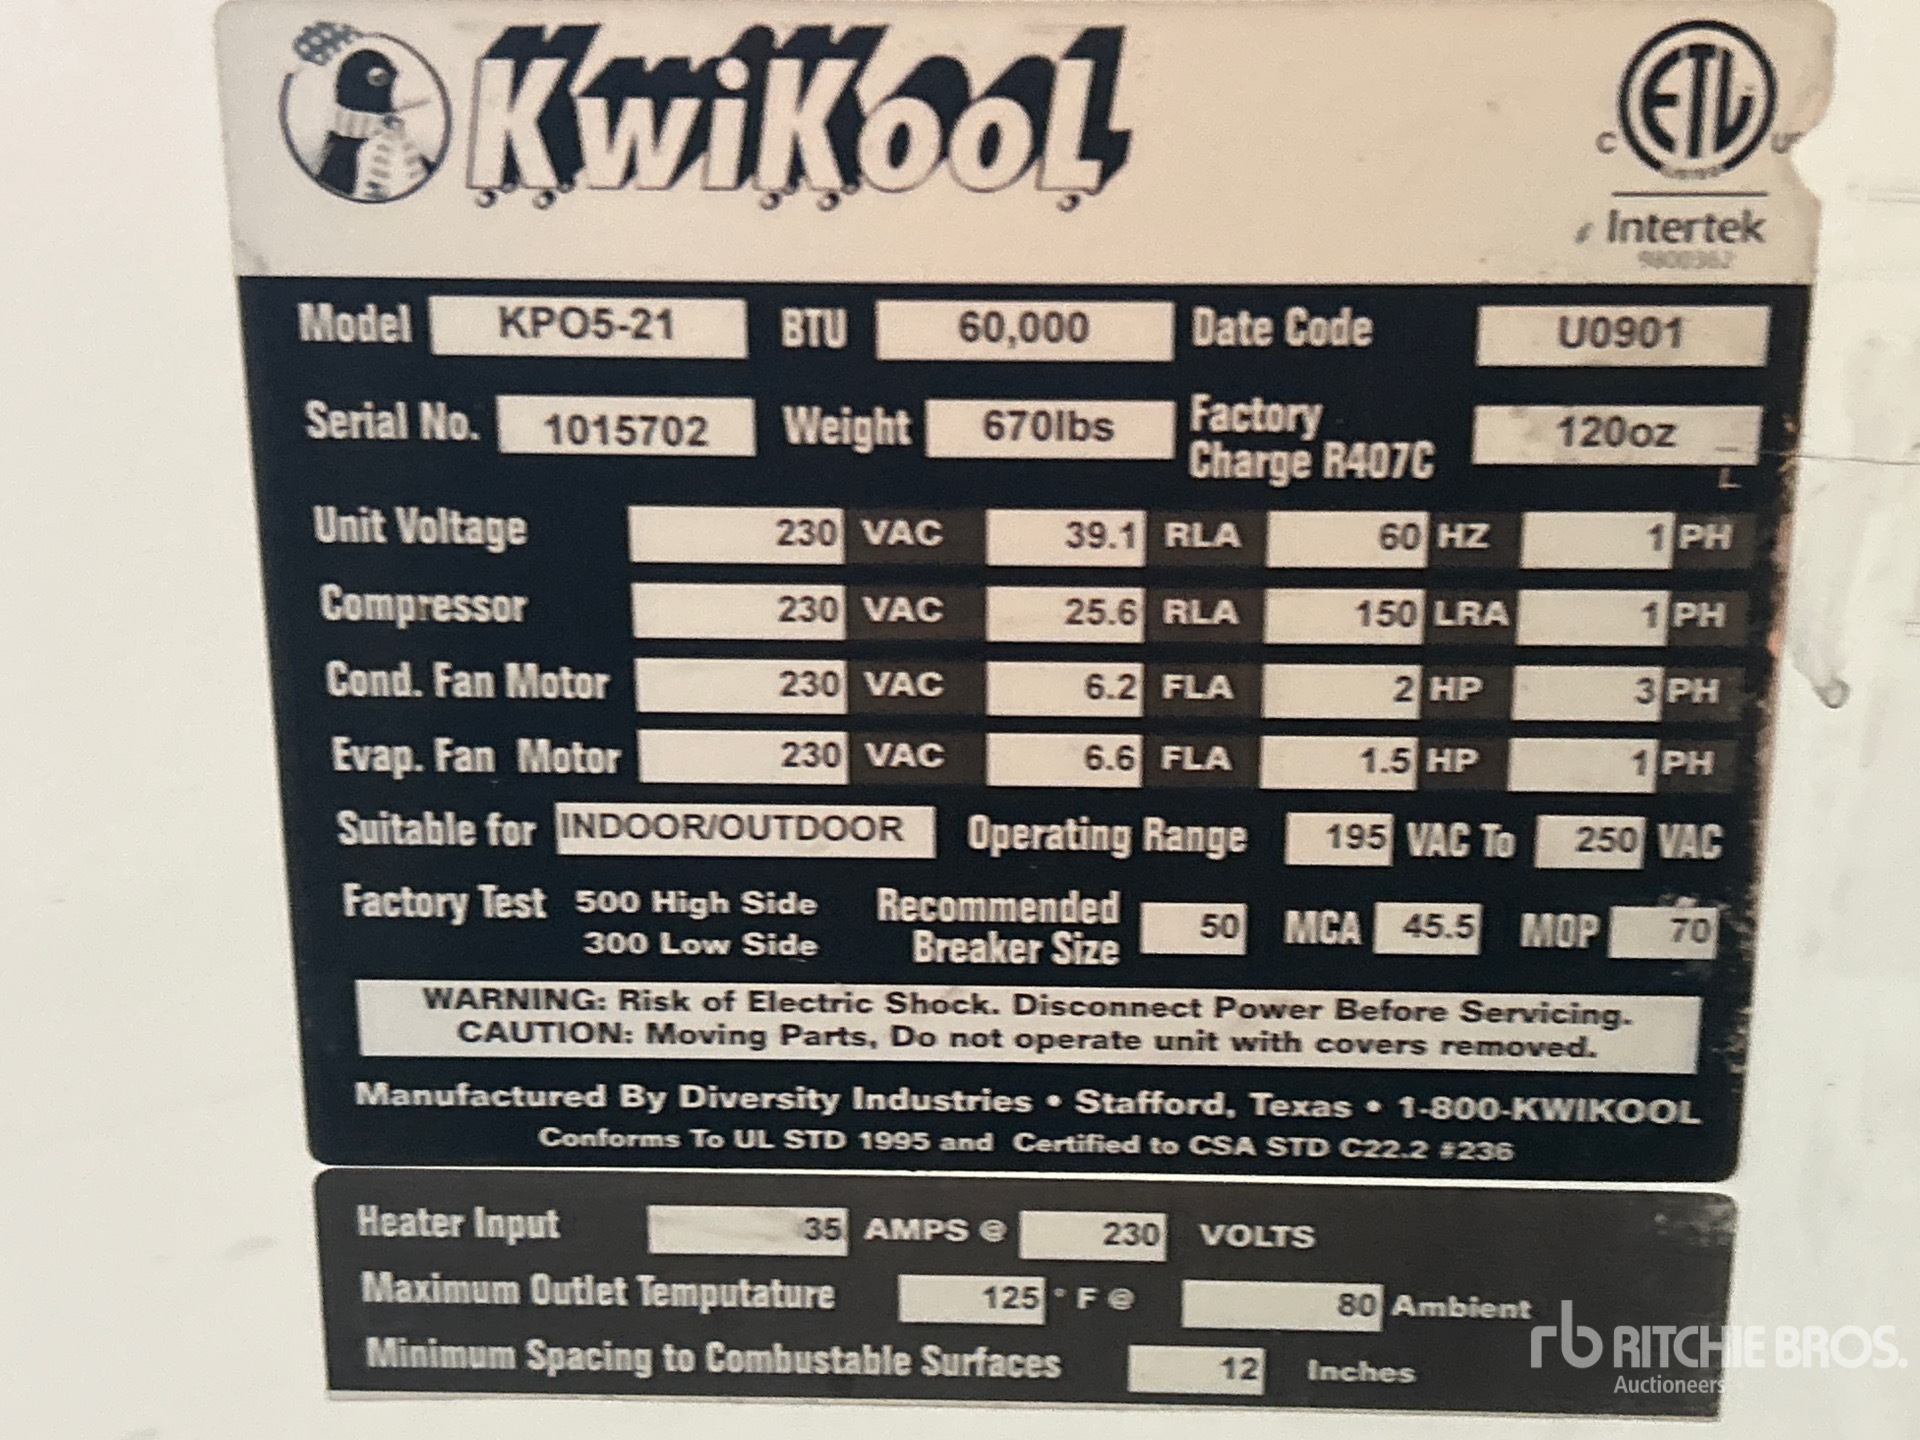 KwiKool
ETL
LISTED
C US
Intertek
9800362
Model KPO5-21 BTU 60,000 Date Code U0901
Serial No. 1015702 Weight 670lbs Factory Charge R407C 120oz
Unit Voltage 230 VAC 39.1 RLA 60 HZ 1 PH
Compressor 230 VAC 25.6 RLA 150 LRA 1 PH
Cond. Fan Motor 230 VAC 6.2 FLA 2 HP 3 PH
Evap. Fan Motor 230 VAC 6.6 FLA 1.5 HP 1 PH
Suitable for INDOOR/OUTDOOR Operating Range 195 VAC To 250 VAC
Factory Test 500 High Side Recommended Breaker Size 50 MCA 45.5 MOP 70
300 Low Side
WARNING: Risk of Electric Shock. Disconnect Power Before Servicing.
CAUTION: Moving Parts, Do not operate unit with covers removed.
Manufactured By Diversity Industries • Stafford, Texas • 1-800-KWIKOOL
Conforms To UL STD 1995 and Certified to CSA STD C22.2 #236
Heater Input 35 AMPS @ 230 VOLTS
Maximum Outlet Temputature 125 ° F @ 80 Ambient
Minimum Spacing to Combustable Surfaces 12 Inches
rb RITCHIE BROS.
Auctioneers